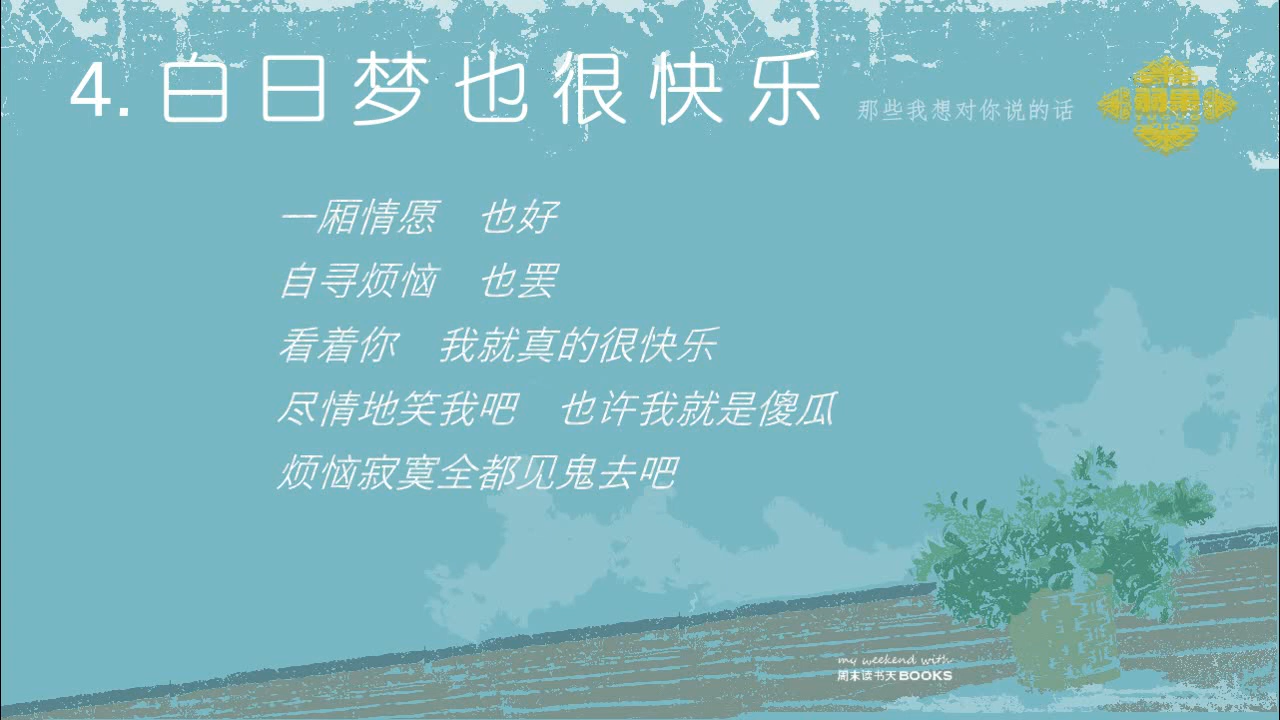 4. 白日梦也很快乐
那些我想对你说的话
一厢情愿　也好
自寻烦恼　也罢
看着你　我就真的很快乐
尽情地笑我吧　也许我就是傻瓜
烦恼寂寞全都见鬼去吧
my weekend with
周末读书天BOOKS